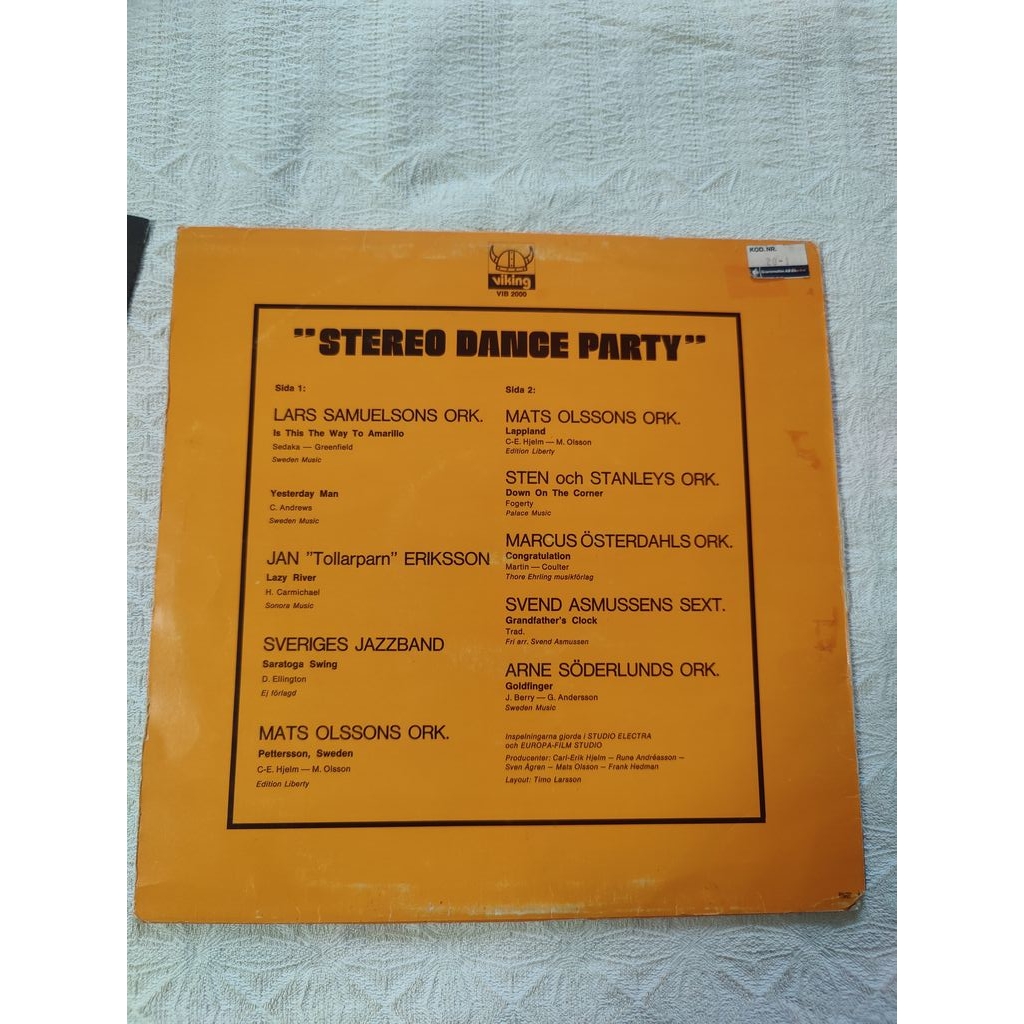 viking
VIB 2000
KOD. NR.
"STEREO DANCE PARTY"
Sida 1:
LARS SAMUELSONS ORK.
Is This The Way To Amarillo
Sedaka — Greenfield
Sweden Music
Yesterday Man
C. Andrews
Sweden Music
JAN "Tollarparn" ERIKSSON
Lazy River
H. Carmichael
Sonora Music
SVERIGES JAZZBAND
Saratoga Swing
D. Ellington
Ej förlagd
MATS OLSSONS ORK.
Pettersson, Sweden
C-E. Hjelm — M. Olsson
Edition Liberty
Sida 2:
MATS OLSSONS ORK.
Lappland
C-E. Hjelm — M. Olsson
Edition Liberty
STEN och STANLEYS ORK.
Down On The Corner
Fogerty
Palace Music
MARCUS ÖSTERDAHLS ORK.
Congratulation
Martin — Coulter
Thore Ehrling musikförlag
SVEND ASMUSSENS SEXT.
Grandfather's Clock
Trad.
Fri arr. Svend Asmussen
ARNE SÖDERLUNDS ORK.
Goldfinger
J. Berry — G. Andersson
Sweden Music
Inspelningarna gjorda i STUDIO ELECTRA
och EUROPA-FILM STUDIO
Producenter: Carl-Erik Hjelm — Rune Andréasson —
Sven Ågren — Mats Olsson — Frank Hedman
Layout: Timo Larsson